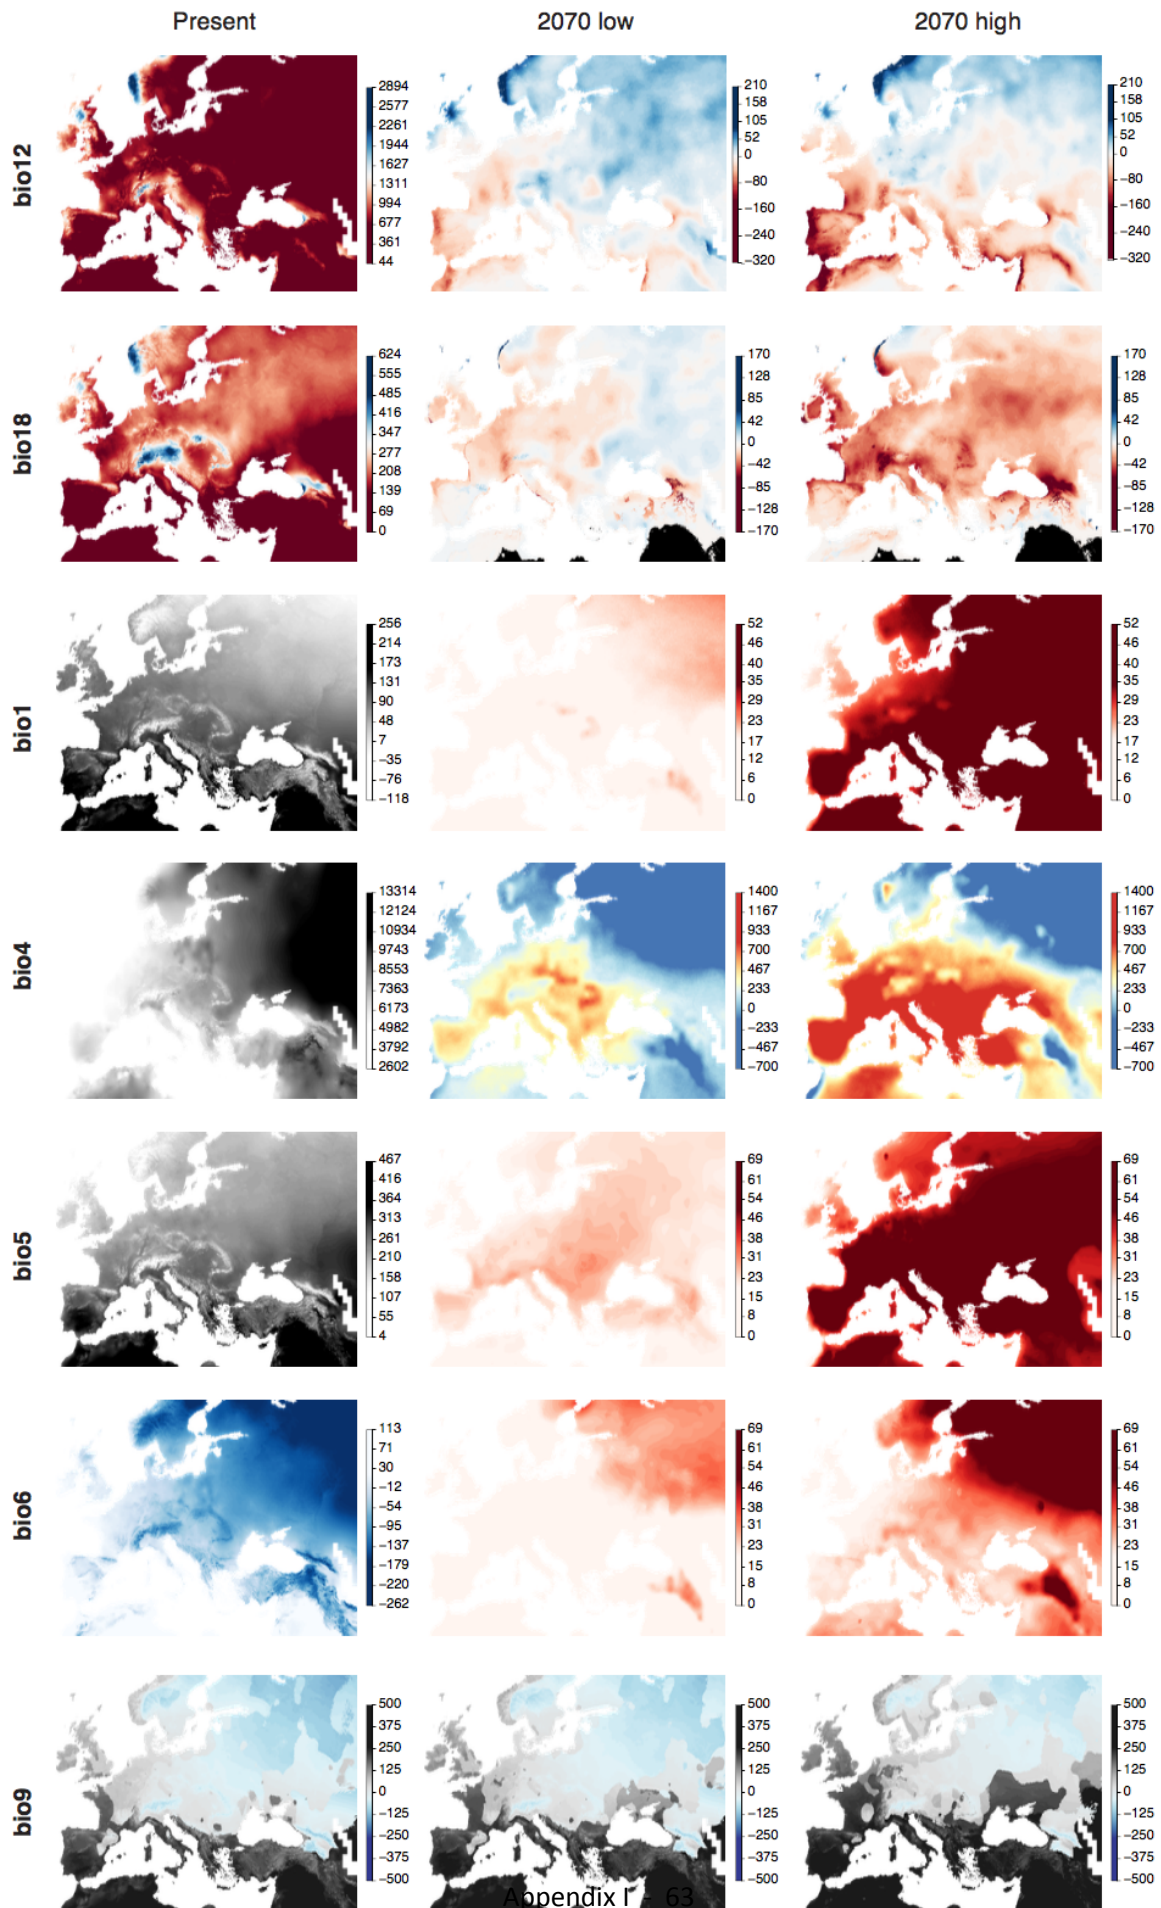 Present 2070 low 2070 high
bio12
2894 2577 2261 1944 1627 1311 994 677 361 44
210 158 105 52 0 −80 −160 −240 −320
210 158 105 52 0 −80 −160 −240 −320
bio18
624 555 485 416 347 277 208 139 69 0
170 128 85 42 0 −42 −85 −128 −170
170 128 85 42 0 −42 −85 −128 −170
bio1
256 214 173 131 90 48 7 −35 −76 −118
52 46 40 35 29 23 17 12 6 0
52 46 40 35 29 23 17 12 6 0
bio4
13314 12124 10934 9743 8553 7363 6173 4982 3792 2602
1400 1167 933 700 467 233 0 −233 −467 −700
1400 1167 933 700 467 233 0 −233 −467 −700
bio5
467 416 364 313 261 210 158 107 55 4
69 61 54 46 38 31 23 15 8 0
69 61 54 46 38 31 23 15 8 0
bio6
113 71 30 −12 −54 −95 −137 −179 −220 −262
69 61 54 46 38 31 23 15 8 0
69 61 54 46 38 31 23 15 8 0
bio9
500 375 250 125 0 −125 −250 −375 −500
500 375 250 125 0 −125 −250 −375 −500
500 375 250 125 0 −125 −250 −375 −500
Appendix I - 63